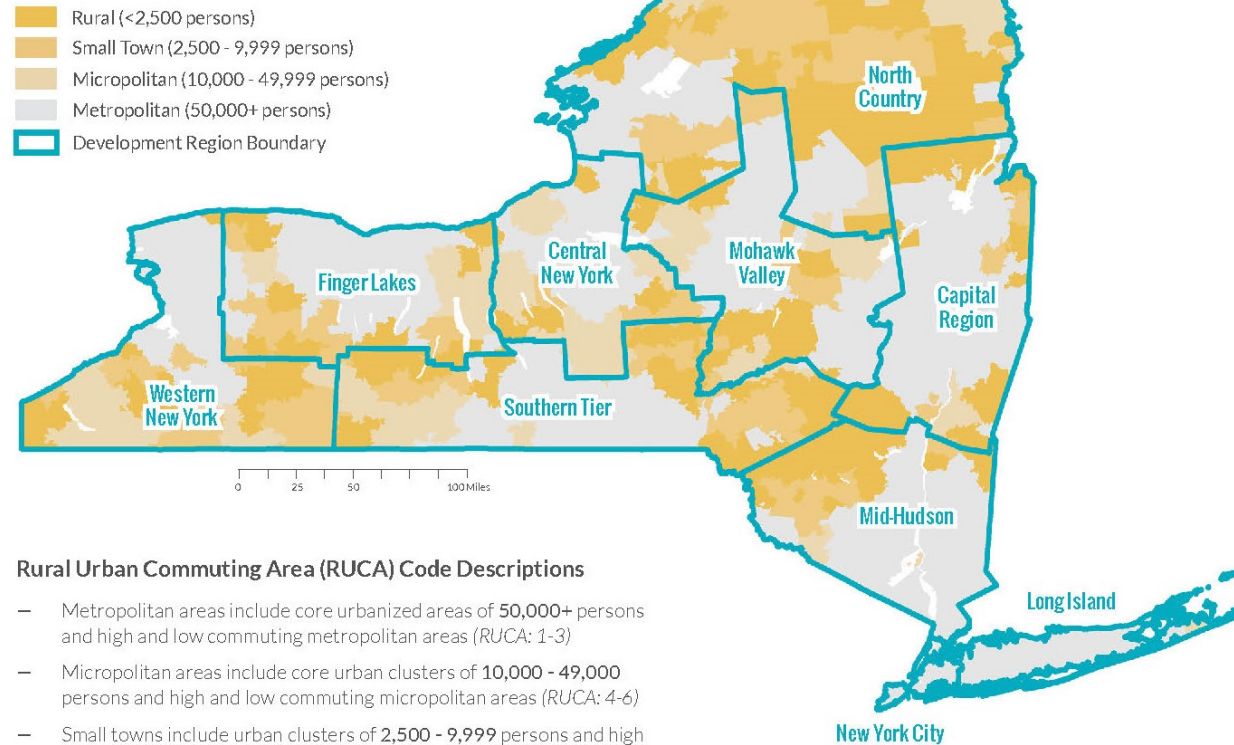 Rural (<2,500 persons)
Small Town (2,500 - 9,999 persons)
Micropolitan (10,000 - 49,999 persons)
Metropolitan (50,000+ persons)
Development Region Boundary
North
Country
Central
New York
Mohawk
Valley
Finger Lakes
Capital
Region
Western
New York
Southern Tier
0 25 50 100 Miles
Mid-Hudson
Rural Urban Commuting Area (RUCA) Code Descriptions
Long Island
– Metropolitan areas include core urbanized areas of 50,000+ persons
and high and low commuting metropolitan areas (RUCA: 1-3)
– Micropolitan areas include core urban clusters of 10,000 - 49,000
persons and high and low commuting micropolitan areas (RUCA: 4-6)
– Small towns include urban clusters of 2,500 - 9,999 persons and high
New York City